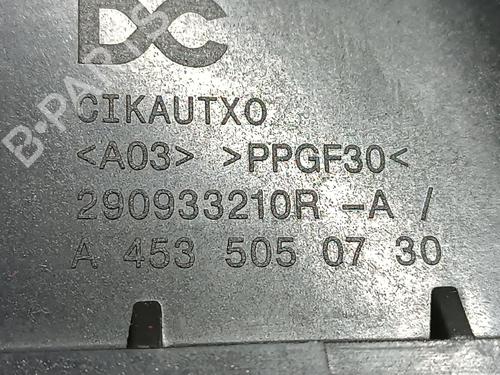 DC
CIKAUTXO
<A03> >PPGF30<
290933210R -A /
A 453 505 07 30
B-PARTS